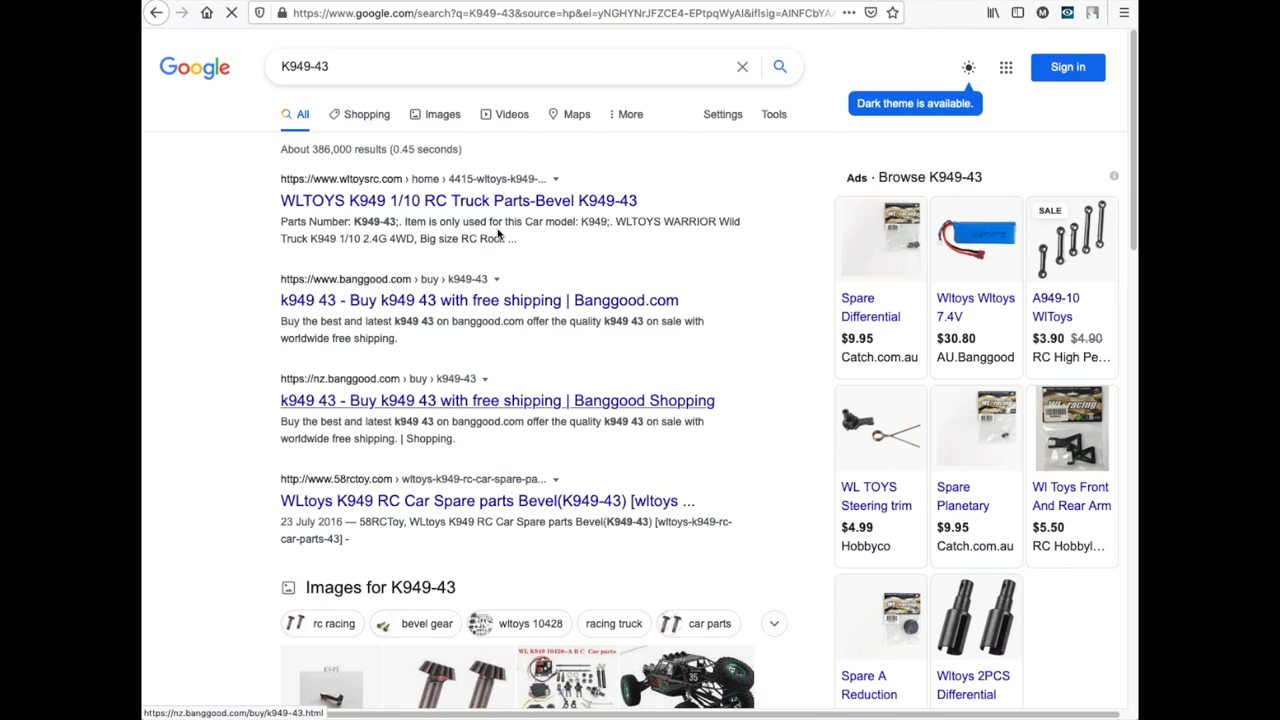 https://www.google.com/search?q=K949-43&source=hp&ei=yNGHYNrJFZCE4-EPtpqWyAI&iflsig=AINFCbYA
Google
K949-43
Sign in
Dark theme is available.
All
Shopping
Images
Videos
Maps
More
Settings
Tools
About 386,000 results (0.45 seconds)
https://www.wltoysrc.com › home › 4415-wltoys-k949-...
WLTOYS K949 1/10 RC Truck Parts-Bevel K949-43
Parts Number: K949-43;. Item is only used for this Car model: K949;. WLTOYS WARRIOR Wild
Truck K949 1/10 2.4G 4WD, Big size RC Rock ...
https://www.banggood.com › buy › k949-43
k949 43 - Buy k949 43 with free shipping | Banggood.com
Buy the best and latest k949 43 on banggood.com offer the quality k949 43 on sale with
worldwide free shipping.
https://nz.banggood.com › buy › k949-43
k949 43 - Buy k949 43 with free shipping | Banggood Shopping
Buy the best and latest k949 43 on banggood.com offer the quality k949 43 on sale with
worldwide free shipping. | Shopping.
http://www.58rctoy.com › wltoys-k949-rc-car-spare-pa...
WLtoys K949 RC Car Spare parts Bevel(K949-43) [wltoys ...
23 July 2016 — 58RCToy, WLtoys K949 RC Car Spare parts Bevel(K949-43) [wltoys-k949-rc-
car-parts-43] -
Images for K949-43
rc racing
bevel gear
wltoys 10428
racing truck
car parts
K949
WL XK 10428-A B C Car parts
35
Ads · Browse K949-43
Spare
Differential
$9.95
Catch.com.au
Wltoys Wltoys
7.4V
$30.80
AU.Banggood
SALE
A949-10
WlToys
$3.90 $4.90
RC High Pe...
WL TOYS
Steering trim
$4.99
Hobbyco
Spare
Planetary
$9.95
Catch.com.au
Wl Toys Front
And Rear Arm
$5.50
RC Hobbyl...
Spare A
Reduction
Wltoys 2PCS
Differential
https://nz.banggood.com/buy/k949-43.html